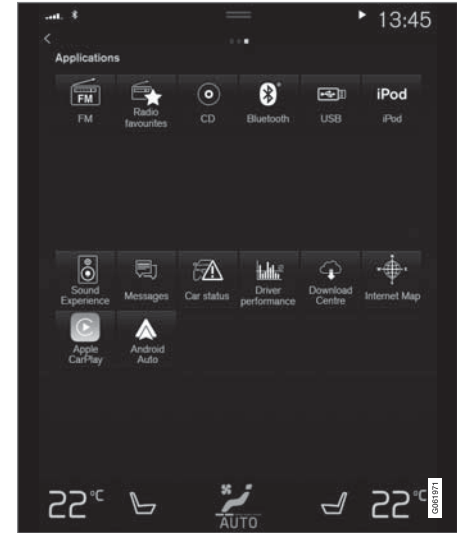 13:45
Applications
FM
iPod
FM
Radio favourites
CD
Bluetooth
USB
iPod
Sound Experience
Messages
Car status
Driver performance
Download Centre
Internet Map
Apple CarPlay
Android Auto
22°C
AUTO
22°C
G061971